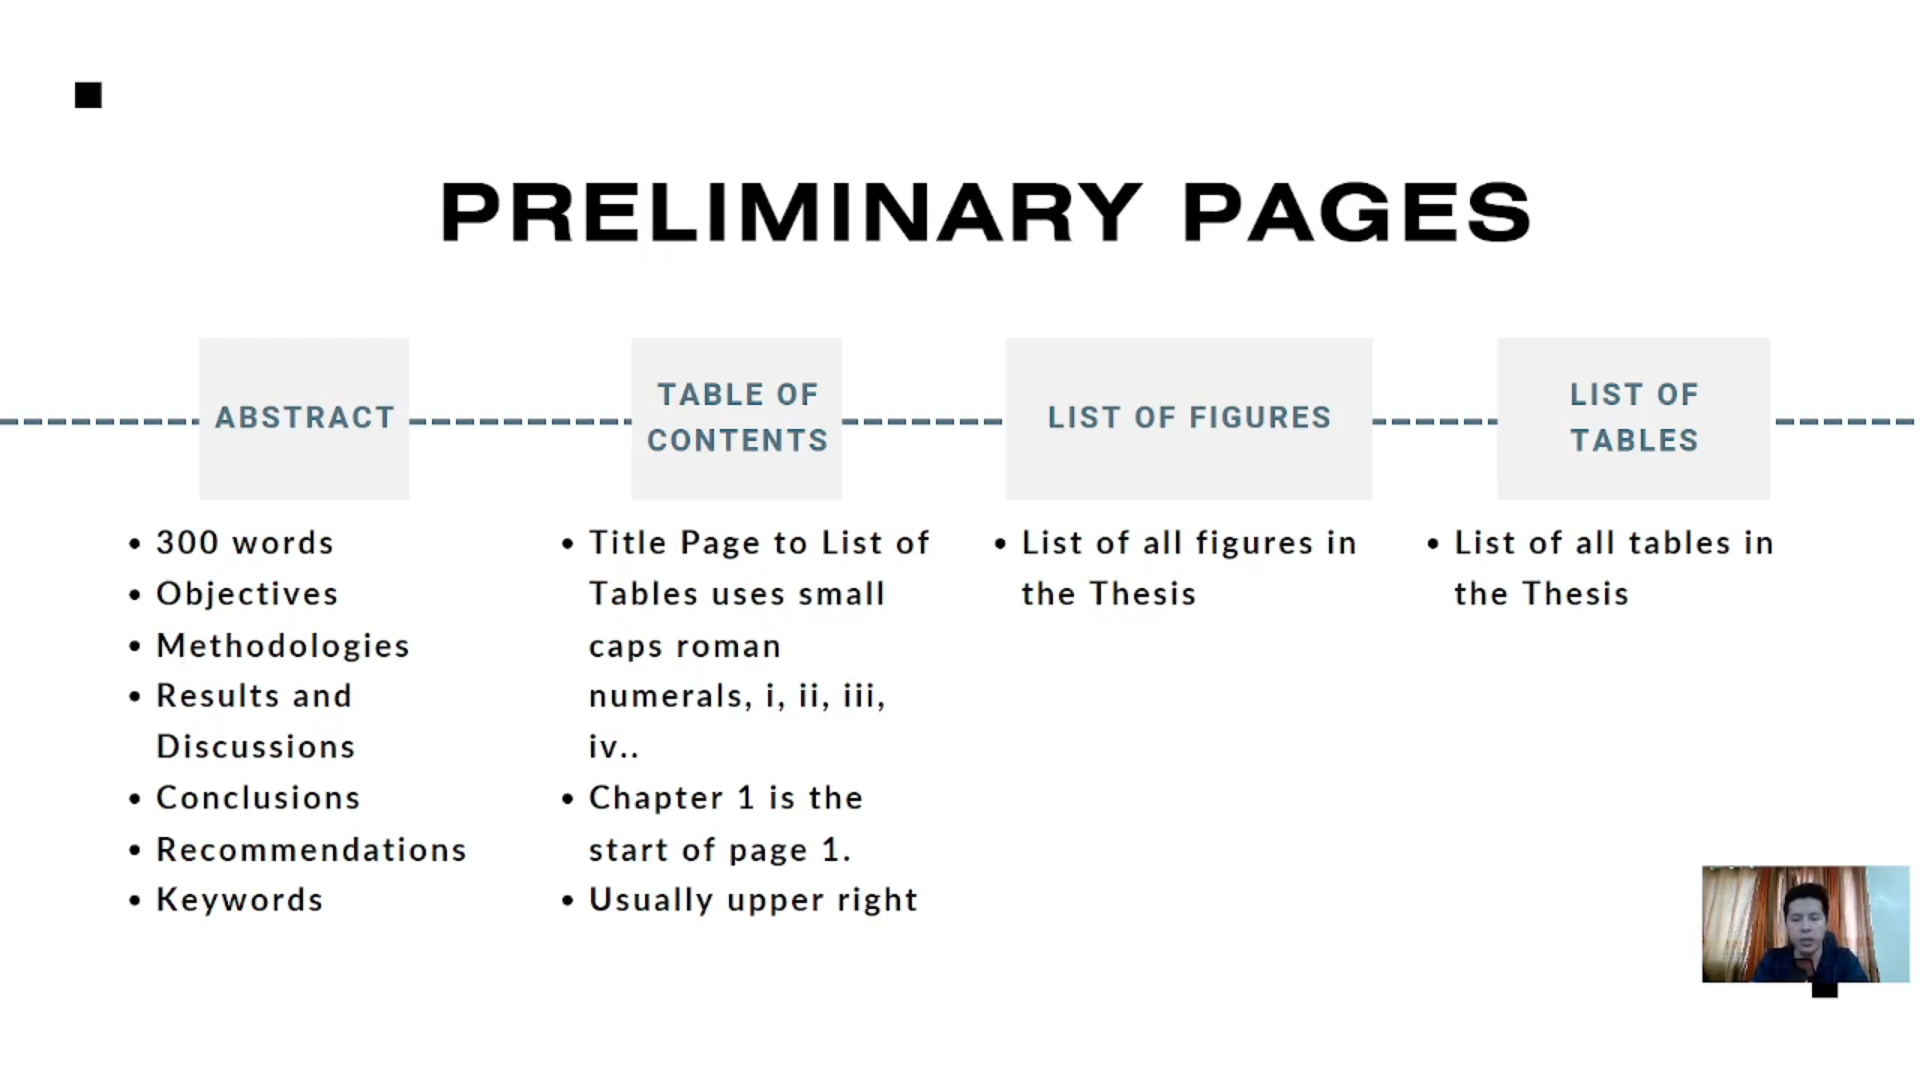 PRELIMINARY PAGES
ABSTRACT
• 300 words
• Objectives
• Methodologies
• Results and
Discussions
• Conclusions
• Recommendations
• Keywords
TABLE OF
CONTENTS
• Title Page to List of
Tables uses small
caps roman
numerals, i, ii, iii,
iv..
• Chapter 1 is the
start of page 1.
• Usually upper right
LIST OF FIGURES
• List of all figures in
the Thesis
LIST OF
TABLES
• List of all tables in
the Thesis